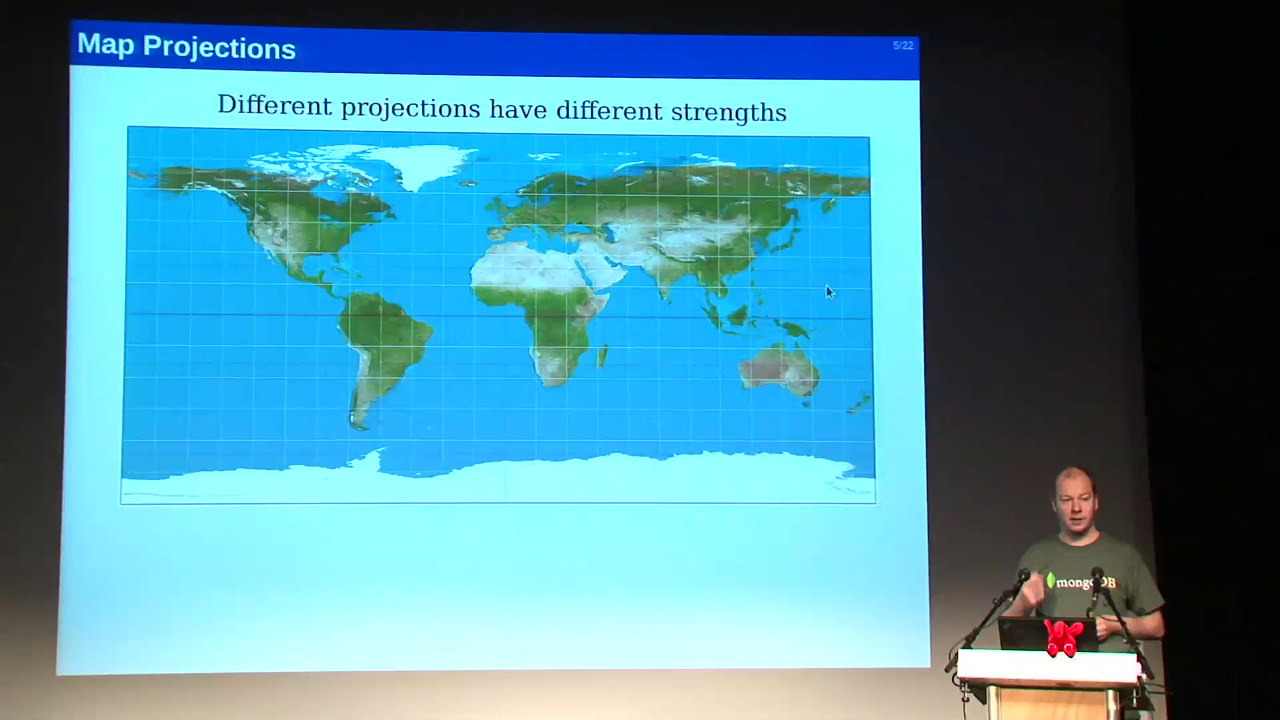 Map Projections
5/22
Different projections have different strengths
mongoDB